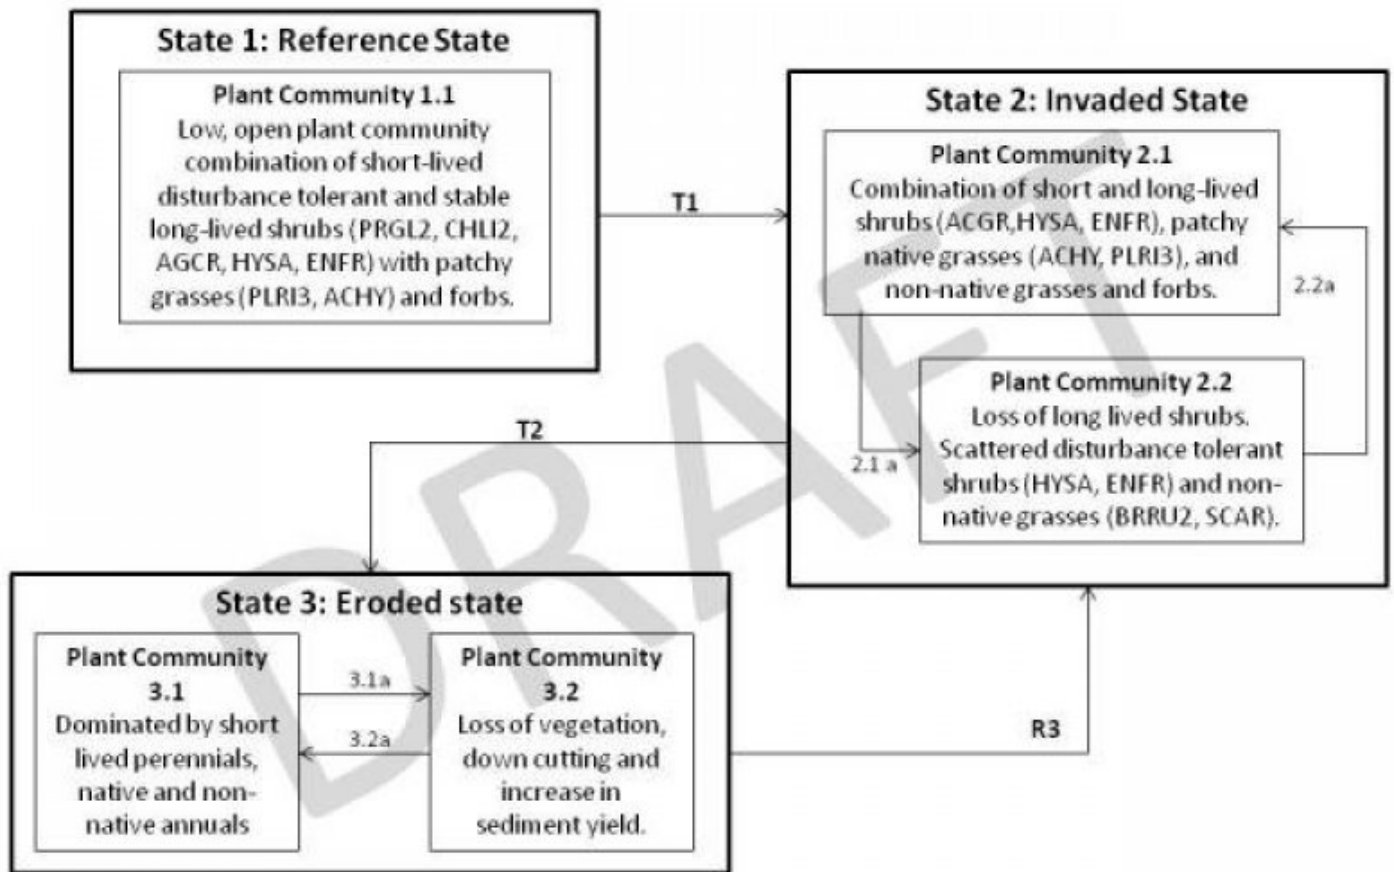 State 1: Reference State
Plant Community 1.1
Low, open plant community
combination of short-lived
disturbance tolerant and stable
long-lived shrubs (PRGL2, CHLI2,
AGCR, HYSA, ENFR) with patchy
grasses (PLRI3, ACHY) and forbs.
T1
State 2: Invaded State
Plant Community 2.1
Combination of short and long-lived
shrubs (ACGR,HYSA, ENFR), patchy
native grasses (ACHY, PLRI3), and
non-native grasses and forbs.
2.2a
2.1 a
Plant Community 2.2
Loss of long lived shrubs.
Scattered disturbance tolerant
shrubs (HYSA, ENFR) and non-
native grasses (BRRU2, SCAR).
T2
State 3: Eroded state
Plant Community
3.1
Dominated by short
lived perennials,
native and non-
native annuals
3.1a
3.2a
Plant Community
3.2
Loss of vegetation,
down cutting and
increase in
sediment yield.
R3
DRAFT